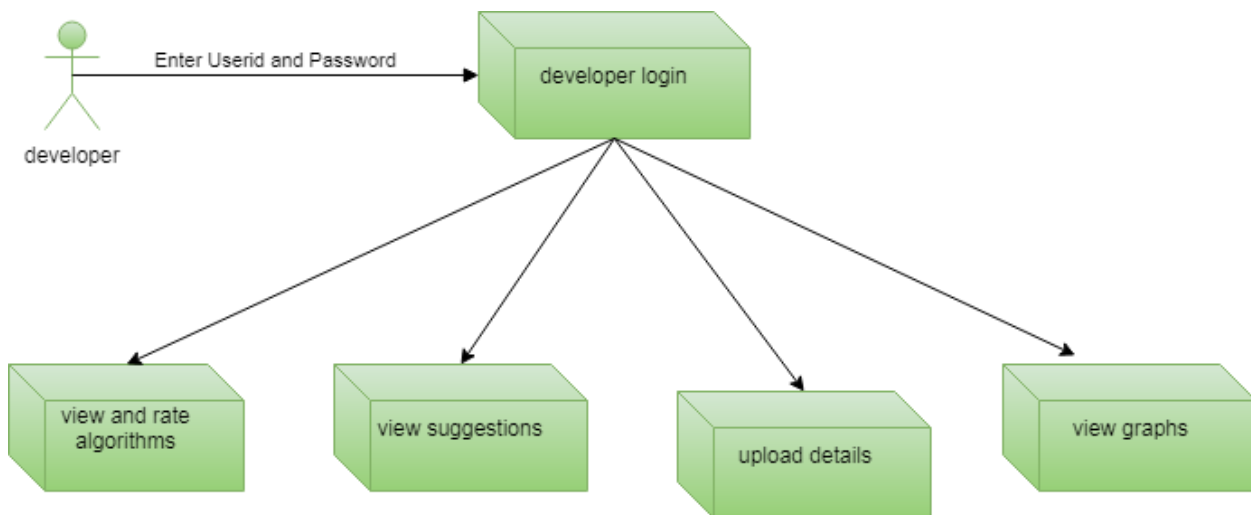 Enter Userid and Password
developer login
developer
view and rate
algorithms
view suggestions
upload details
view graphs